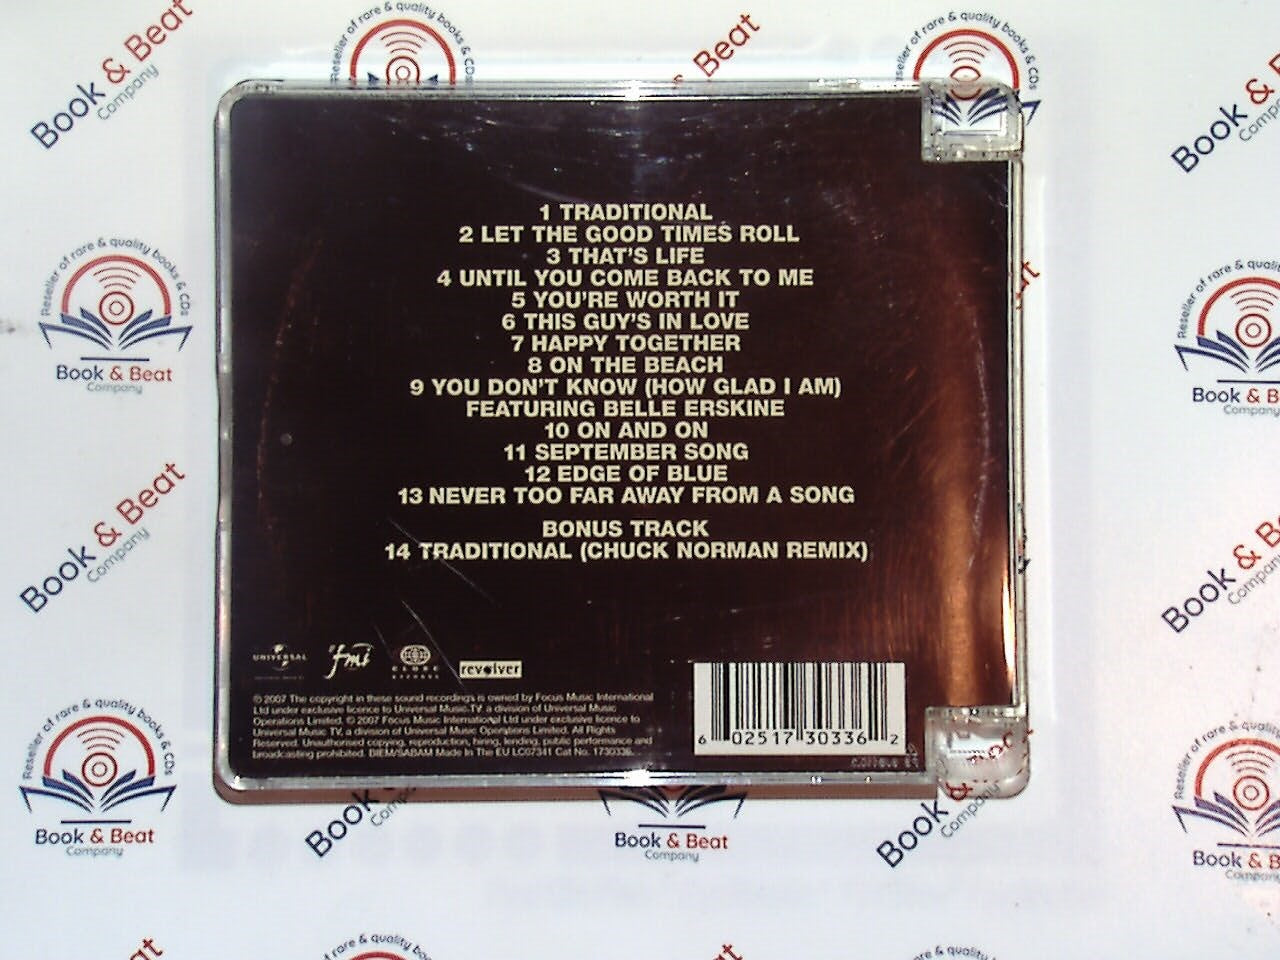 1 TRADITIONAL
2 LET THE GOOD TIMES ROLL
3 THAT'S LIFE
4 UNTIL YOU COME BACK TO ME
5 YOU'RE WORTH IT
6 THIS GUY'S IN LOVE
7 HAPPY TOGETHER
8 ON THE BEACH
9 YOU DON'T KNOW (HOW GLAD I AM)
FEATURING BELLE ERSKINE
10 ON AND ON
11 SEPTEMBER SONG
12 EDGE OF BLUE
13 NEVER TOO FAR AWAY FROM A SONG
BONUS TRACK
14 TRADITIONAL (CHUCK NORMAN REMIX)
UNIVERSAL
fmi
GLOBE
RECORDS
revolver
℗ 2007 The copyright in these sound recordings is owned by Focus Music International
Ltd under exclusive licence to Universal Music TV a division of Universal Music
Operations Limited. © 2007 Focus Music International Ltd under exclusive licence to
Universal Music TV, a division of Universal Music Operations Limited. All Rights
Reserved. Unauthorised copying, reproduction, hiring, lending, public performance and
broadcasting prohibited. BIEM/SABAM Made In The EU LC07311 Cat No. 1730336.
6 02517 30336 2
Reseller of rare & quality books & CDs
Book & Beat
Company